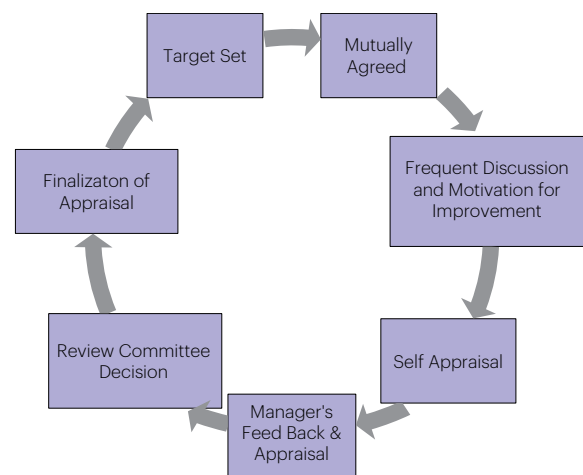 Target Set
Mutually
Agreed
Frequent Discussion
and Motivation for
Improvement
Self Appraisal
Manager's
Feed Back &
Appraisal
Review Committee
Decision
Finalizaton of
Appraisal